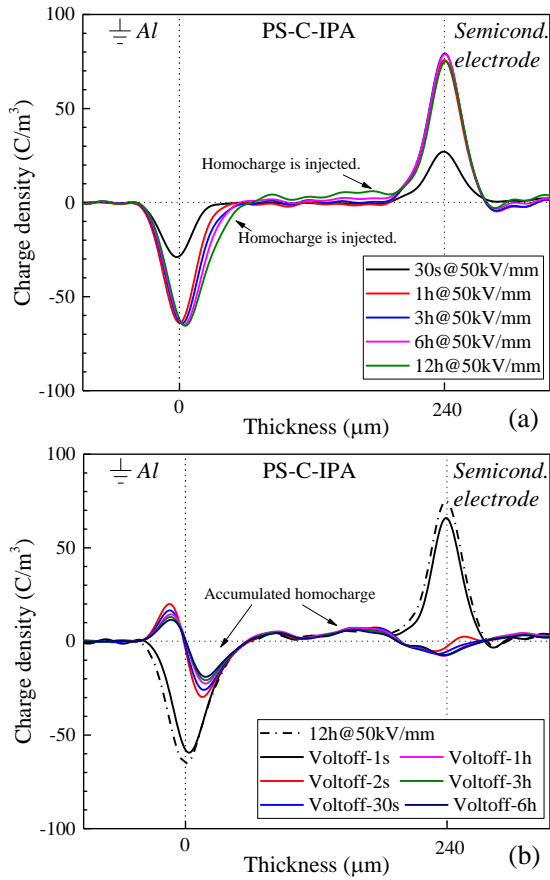 Al
PS-C-IPA
Semicond.
electrode
100
50
0
-50
-100
Charge density (C/m³)
Homocharge is injected.
Homocharge is injected.
30s@50kV/mm
1h@50kV/mm
3h@50kV/mm
6h@50kV/mm
12h@50kV/mm
0
240
Thickness (μm)
(a)
Al
PS-C-IPA
Semicond.
electrode
100
50
0
-50
-100
Charge density (C/m³)
Accumulated homocharge
12h@50kV/mm
Voltoff-1s
Voltoff-1h
Voltoff-2s
Voltoff-3h
Voltoff-30s
Voltoff-6h
0
240
Thickness (μm)
(b)